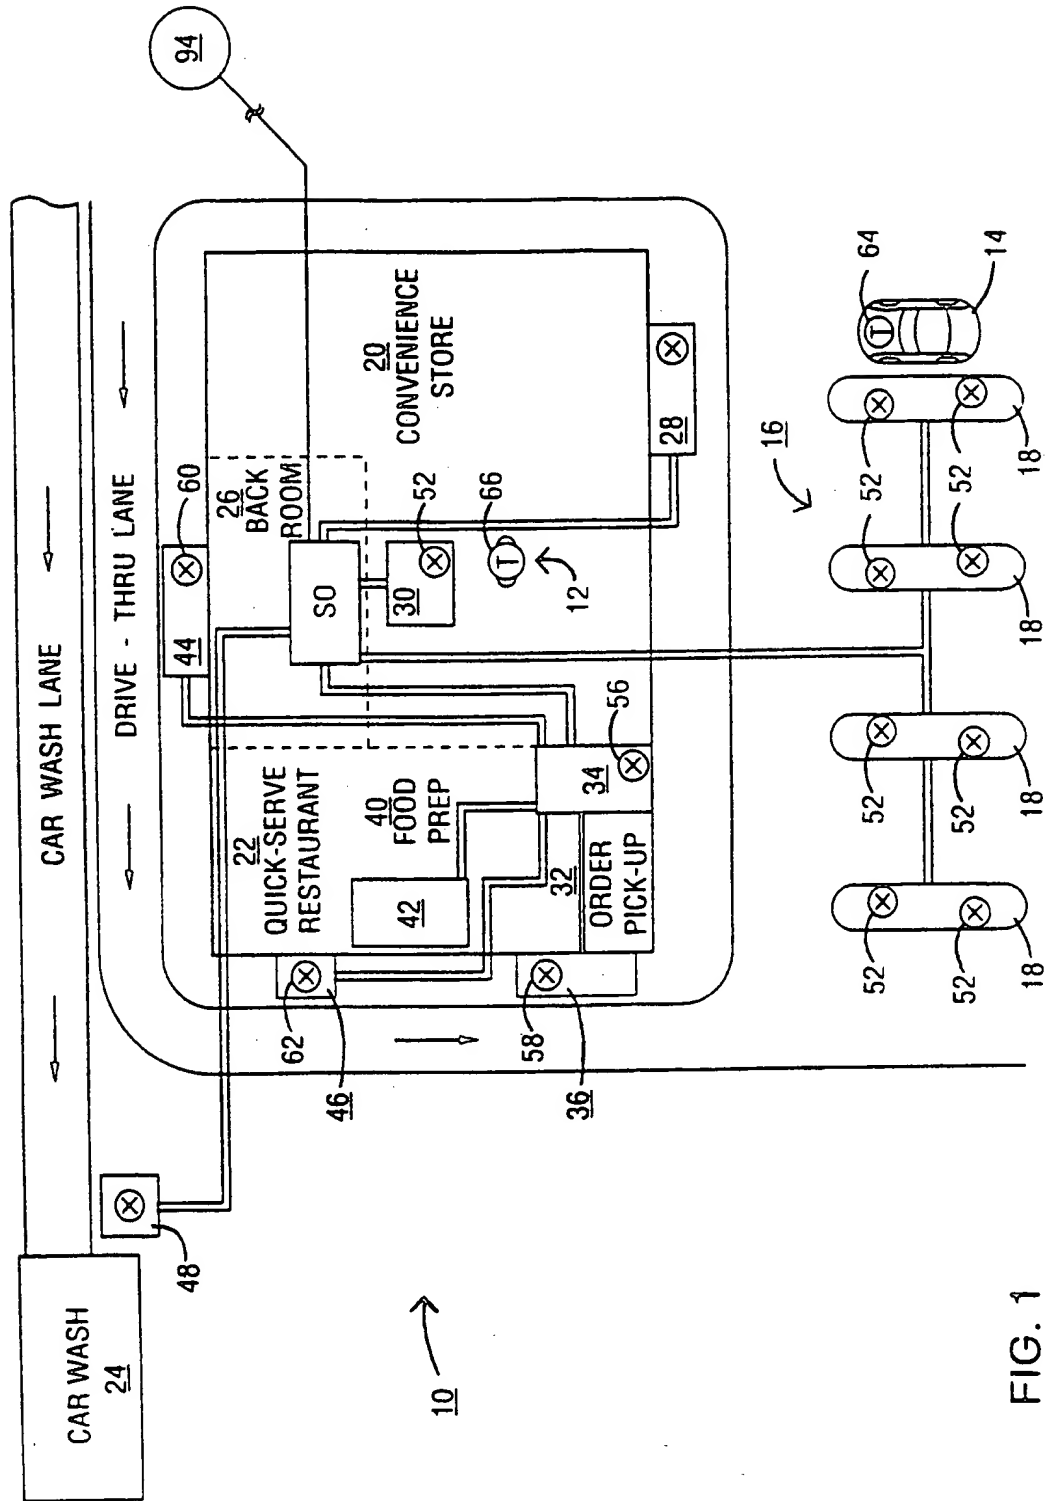 CAR WASH LANE
CAR WASH
24
DRIVE - THRU LANE
48
44
60
94
26
BACK
ROOM
22
QUICK-SERVE
RESTAURANT
62
46
SO
20
CONVENIENCE
STORE
40
FOOD
PREP
42
30
52
10
T
66
12
58
36
32
34
56
ORDER
PICK-UP
28
16
T
64
14
52
52
52
52
52
52
52
52
18
18
18
18
FIG. 1